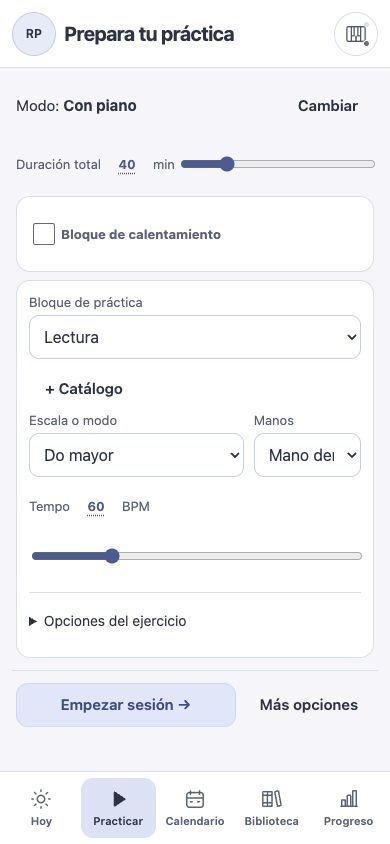 RP Prepara tu práctica
Modo: Con piano Cambiar
Duración total 40 min
Bloque de calentamiento
Bloque de práctica
Lectura
+ Catálogo
Escala o modo Manos
Do mayor Mano der
Tempo 60 BPM
Opciones del ejercicio
Empezar sesión → Más opciones
Hoy Practicar Calendario Biblioteca Progreso